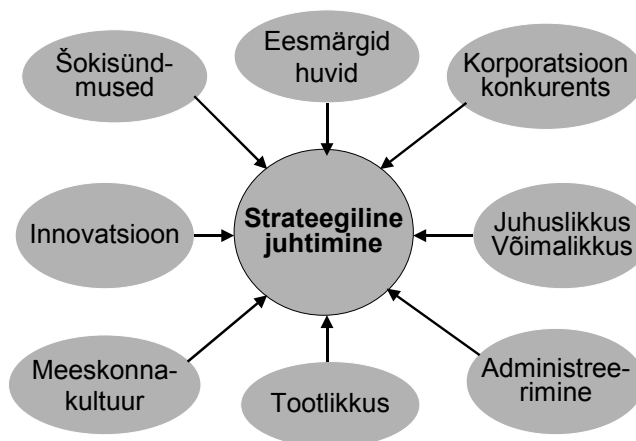 Šokisünd-
mused
Eesmärgid
huvid
Korporatsioon
konkurents
Innovatsioon
Strateegiline
juhtimine
Juhuslikkus
Võimalikkus
Meeskonna-
kultuur
Tootlikkus
Administree-
rimine